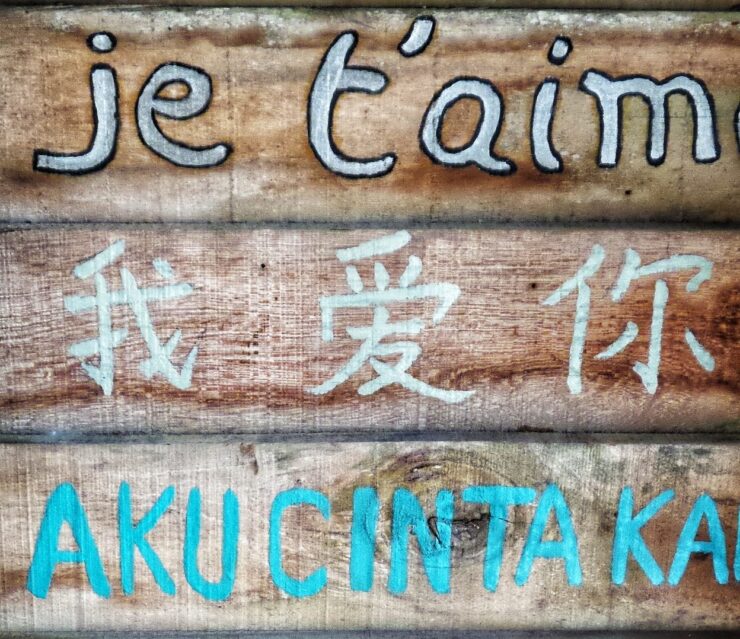 je t'aim
我爱你
AKU CINTA KA